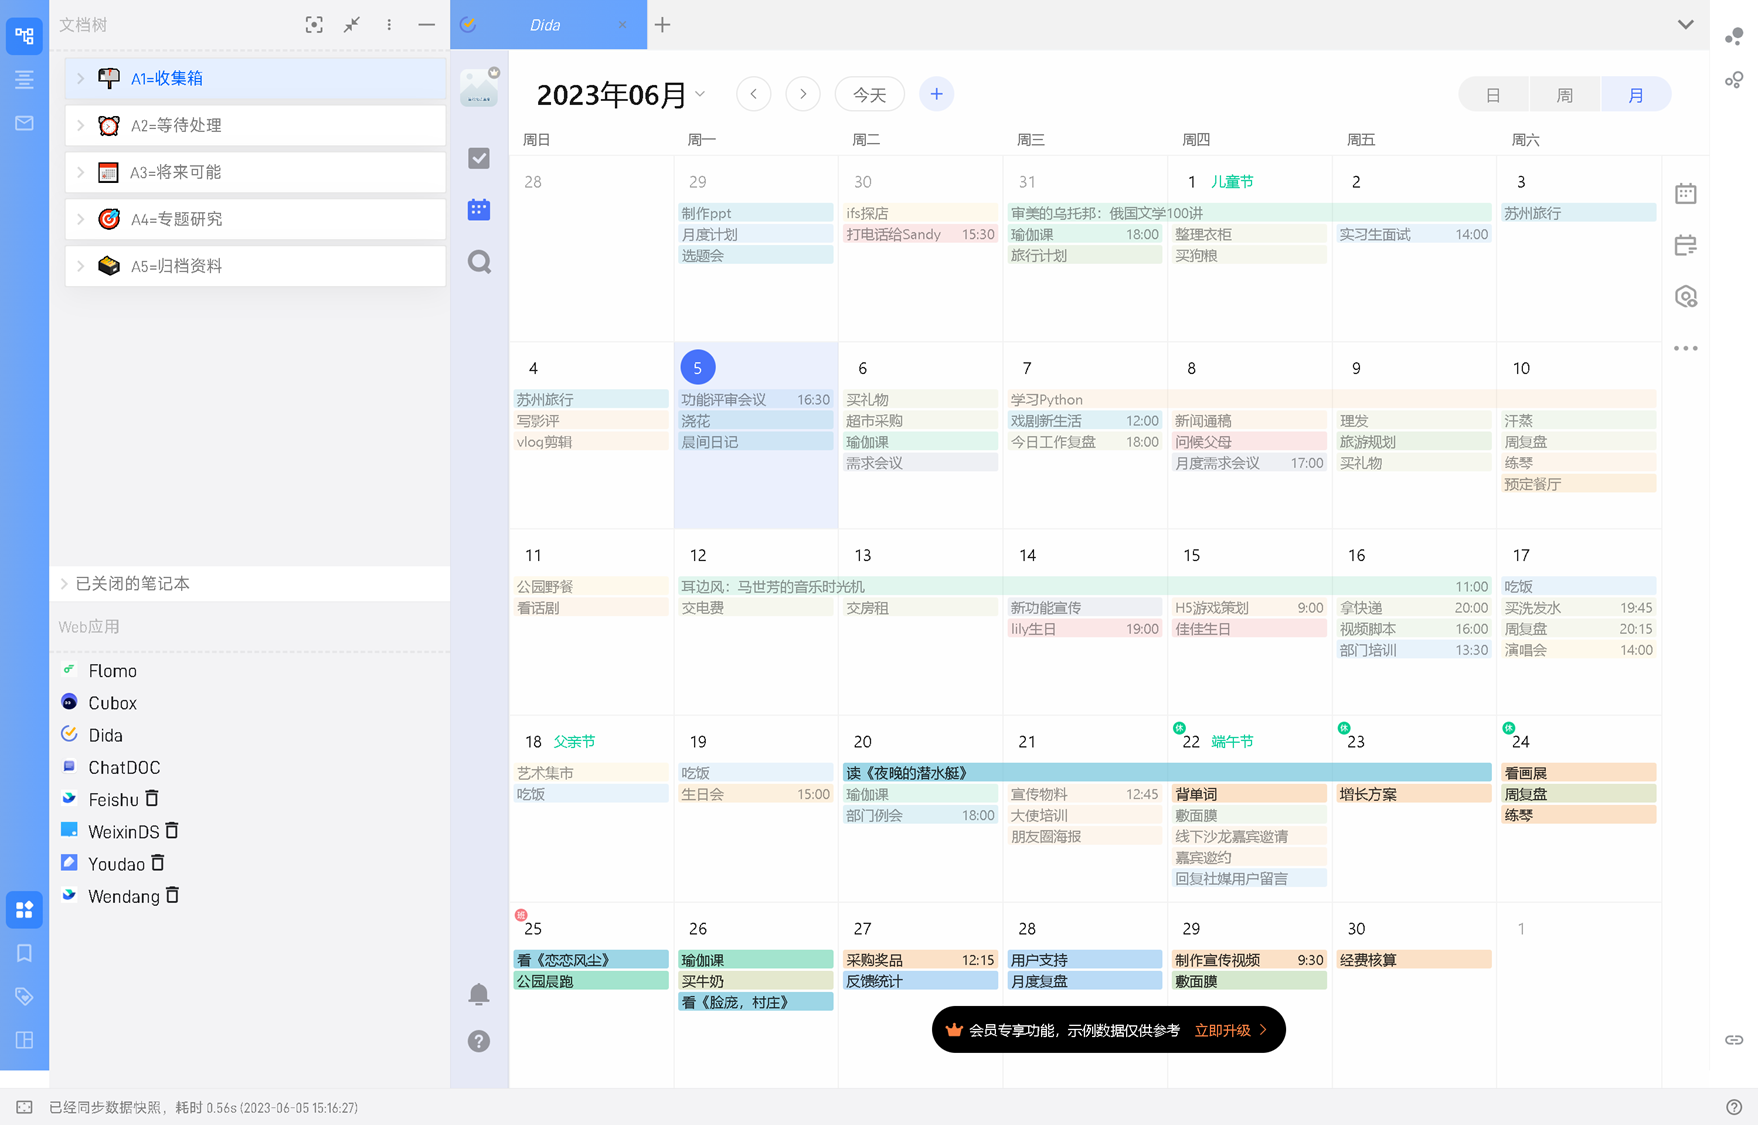 文档树
A1=收集箱
A2=等待处理
A3=将来可能
A4=专题研究
A5=归档资料
已关闭的笔记本
Web应用
Flomo
Cubox
Dida
ChatDOC
Feishu
WeixinDS
Youdao
Wendang
Dida
2023年06月
今天
日 周 月
周日 周一 周二 周三 周四 周五 周六
28 29 30 31 1 儿童节 2 3
制作ppt ifs探店 审美的乌托邦：俄国文学100讲 苏州旅行
月度计划 打电话给Sandy 15:30 瑜伽课 18:00 整理衣柜 实习生面试 14:00
选题会 旅行计划 买狗粮
4 5 6 7 8 9 10
苏州旅行 功能评审会议 16:30 买礼物 学习Python
写影评 浇花 超市采购 戏剧新生活 12:00 新闻通稿 理发 汗蒸
vlog剪辑 晨间日记 瑜伽课 今日工作复盘 18:00 问候父母 旅游规划 周复盘
需求会议 月度需求会议 17:00 买礼物 练琴
预定餐厅
11 12 13 14 15 16 17
公园野餐 耳边风：马世芳的音乐时光机 11:00 吃饭
看话剧 交电费 交房租 新功能宣传 H5游戏策划 9:00 拿快递 20:00 买洗发水 19:45
lily生日 19:00 佳佳生日 视频脚本 16:00 周复盘 20:15
部门培训 13:30 演唱会 14:00
休 休 休
18 父亲节 19 20 21 22 端午节 23 24
艺术集市 吃饭 读《夜晚的潜水艇》 看画展
吃饭 生日会 15:00 瑜伽课 宣传物料 12:45 背单词 增长方案 周复盘
部门例会 18:00 大使培训 敷面膜 练琴
朋友圈海报 线下沙龙嘉宾邀请
嘉宾邀约
回复社媒用户留言
班
25 26 27 28 29 30 1
看《恋恋风尘》 瑜伽课 采购奖品 12:15 用户支持 制作宣传视频 9:30 经费核算
公园晨跑 买牛奶 反馈统计 月度复盘 敷面膜
看《脸庞，村庄》
会员专享功能，示例数据仅供参考 立即升级
已经同步数据快照，耗时 0.56s (2023-06-05 15:16:27)